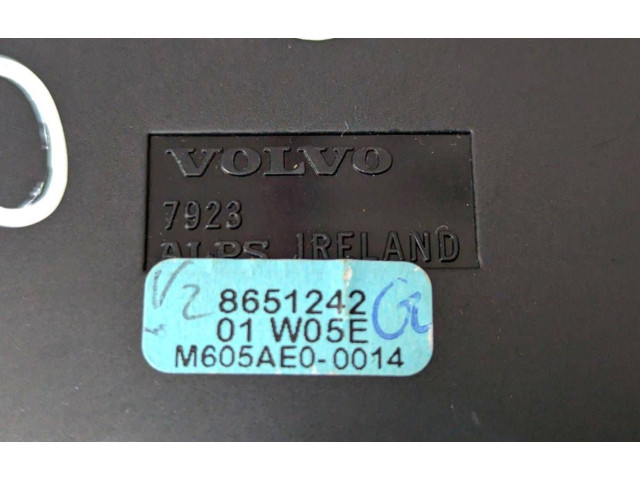 VOLVO
7923
ALPS IRELAND
V2
8651242
01 W05E
M605AE0-0014